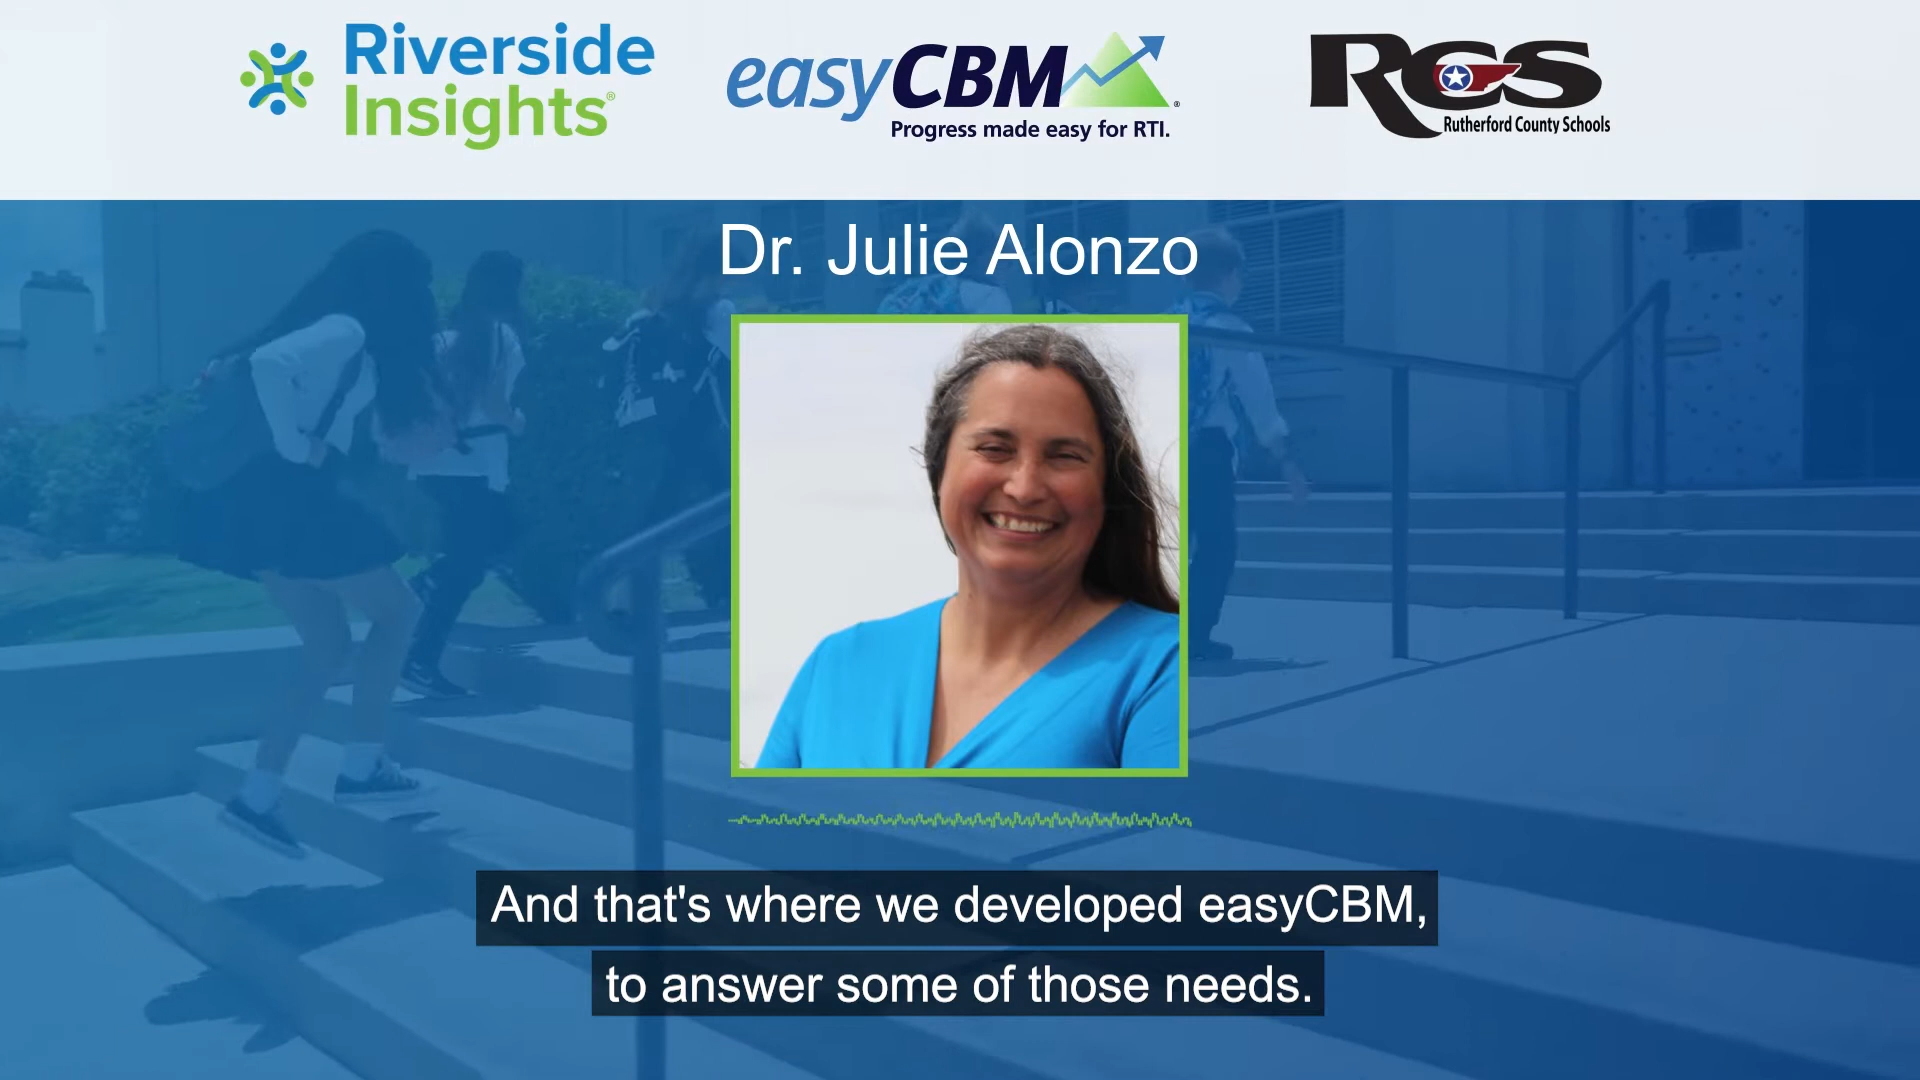 Riverside
Insights®
easyCBM®
Progress made easy for RTI.
RCS
Rutherford County Schools
Dr. Julie Alonzo
And that's where we developed easyCBM,
to answer some of those needs.